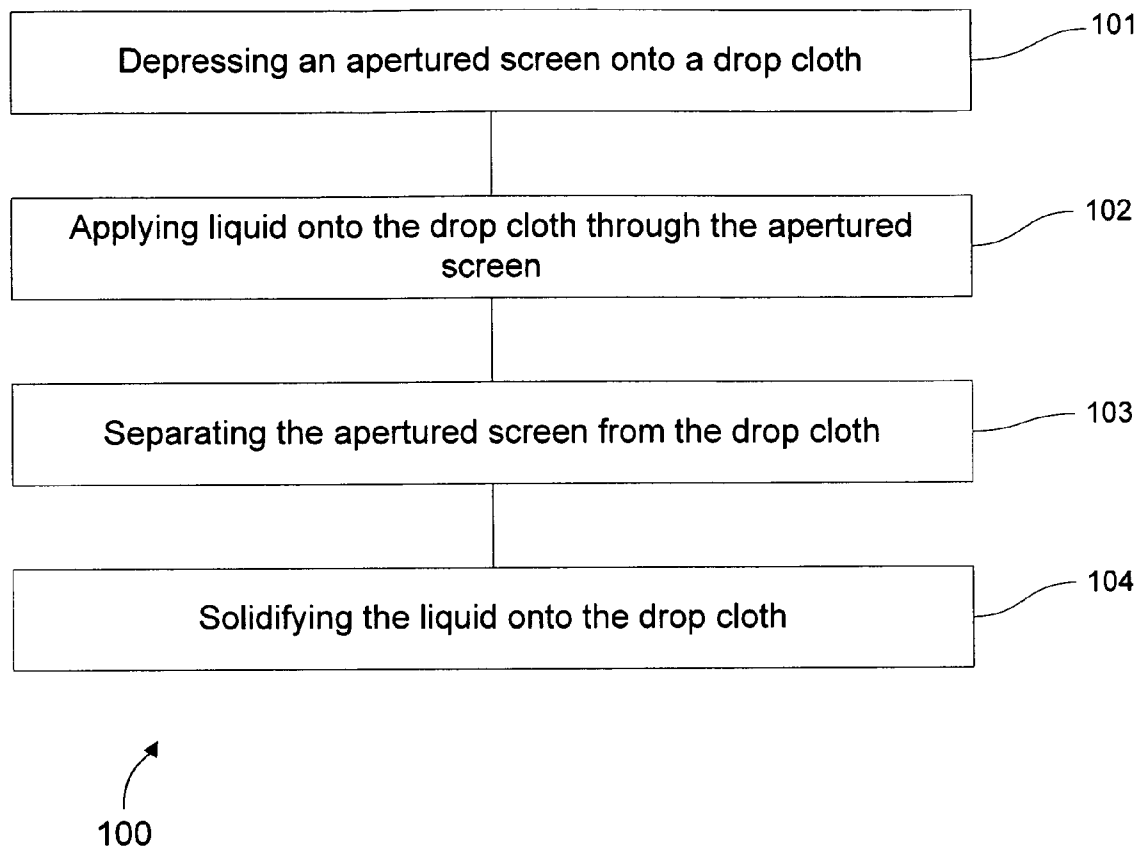 Depressing an apertured screen onto a drop cloth
101
Applying liquid onto the drop cloth through the apertured
screen
102
Separating the apertured screen from the drop cloth
103
Solidifying the liquid onto the drop cloth
104
100